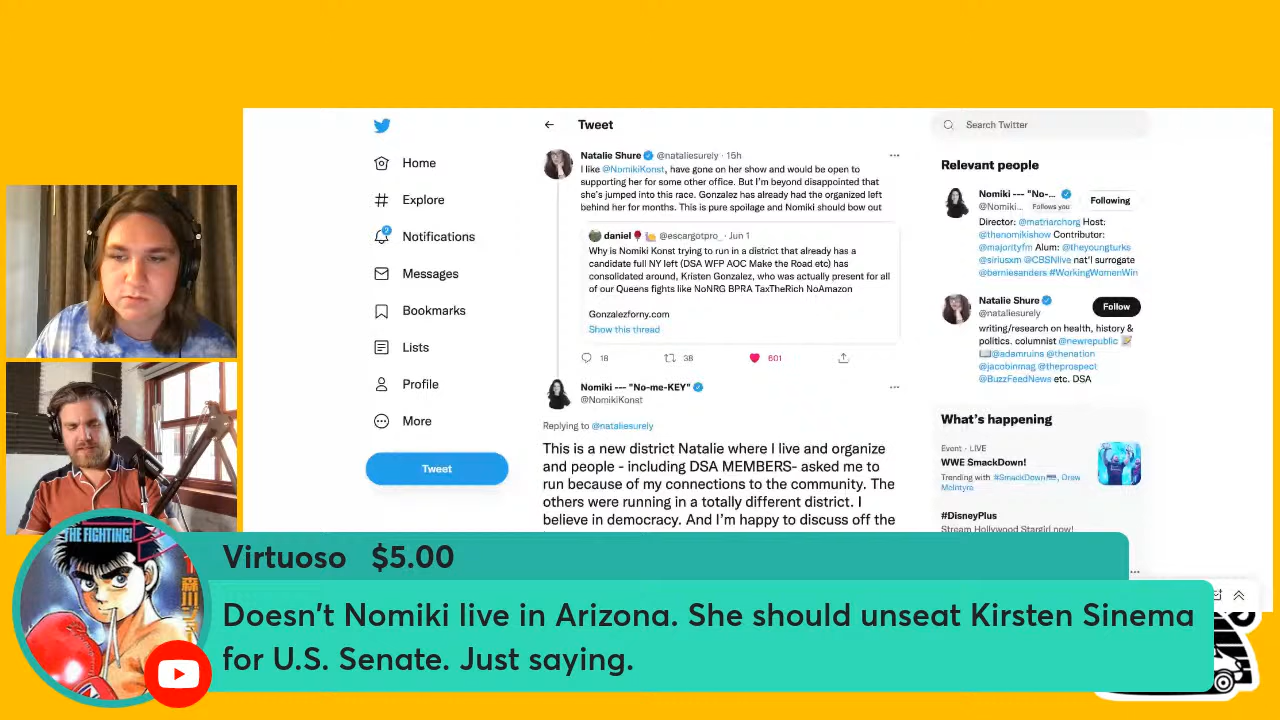 Tweet
Search Twitter
Home
Explore
Notifications
Messages
Bookmarks
Lists
Profile
More
Tweet
Natalie Shure @nataliesurely · 15h
I like @NomikiKonst, have gone on her show and would be open to
supporting her for some other office. But I'm beyond disappointed that
she's jumped into this race. Gonzalez has already had the organized left
behind her for months. This is pure spoilage and Nomiki should bow out
daniel @escargotpro_ · Jun 1
Why is Nomiki Konst trying to run in a district that already has a
candidate full NY left (DSA WFP AOC Make the Road etc) has
consolidated around, Kristen Gonzalez, who was actually present for all
of our Queens fights like NoNRG BPRA TaxTheRich NoAmazon
Gonzalezforny.com
Show this thread
18 38 601
Nomiki --- "No-me-KEY"
@NomikiKonst
Replying to @nataliesurely
This is a new district Natalie where I live and organize
and people - including DSA MEMBERS- asked me to
run because of my connections to the community. The
others were running in a totally different district. I
believe in democracy. And I'm happy to discuss off the
Relevant people
Nomiki --- "No-...
@Nomiki... Follows you
Following
Director: @matriarchorg Host:
@thenomikishow Contributor:
@majorityfm Alum: @theyoungturks
@siriusxm @CBSNlive nat'l surrogate
@berniesanders #WorkingWomenWin
Natalie Shure
@nataliesurely
Follow
writing/research on health, history &
politics. columnist @newrepublic
@adamruins @thenation
@jacobinmag @theprospect
@BuzzFeedNews etc. DSA
What's happening
Event · LIVE
WWE SmackDown!
Trending with #SmackDown, Drew
McIntyre
#DisneyPlus
Stream Hollywood Stargirl now!
THE FIGHTING!
Virtuoso $5.00
Doesn't Nomiki live in Arizona. She should unseat Kirsten Sinema
for U.S. Senate. Just saying.